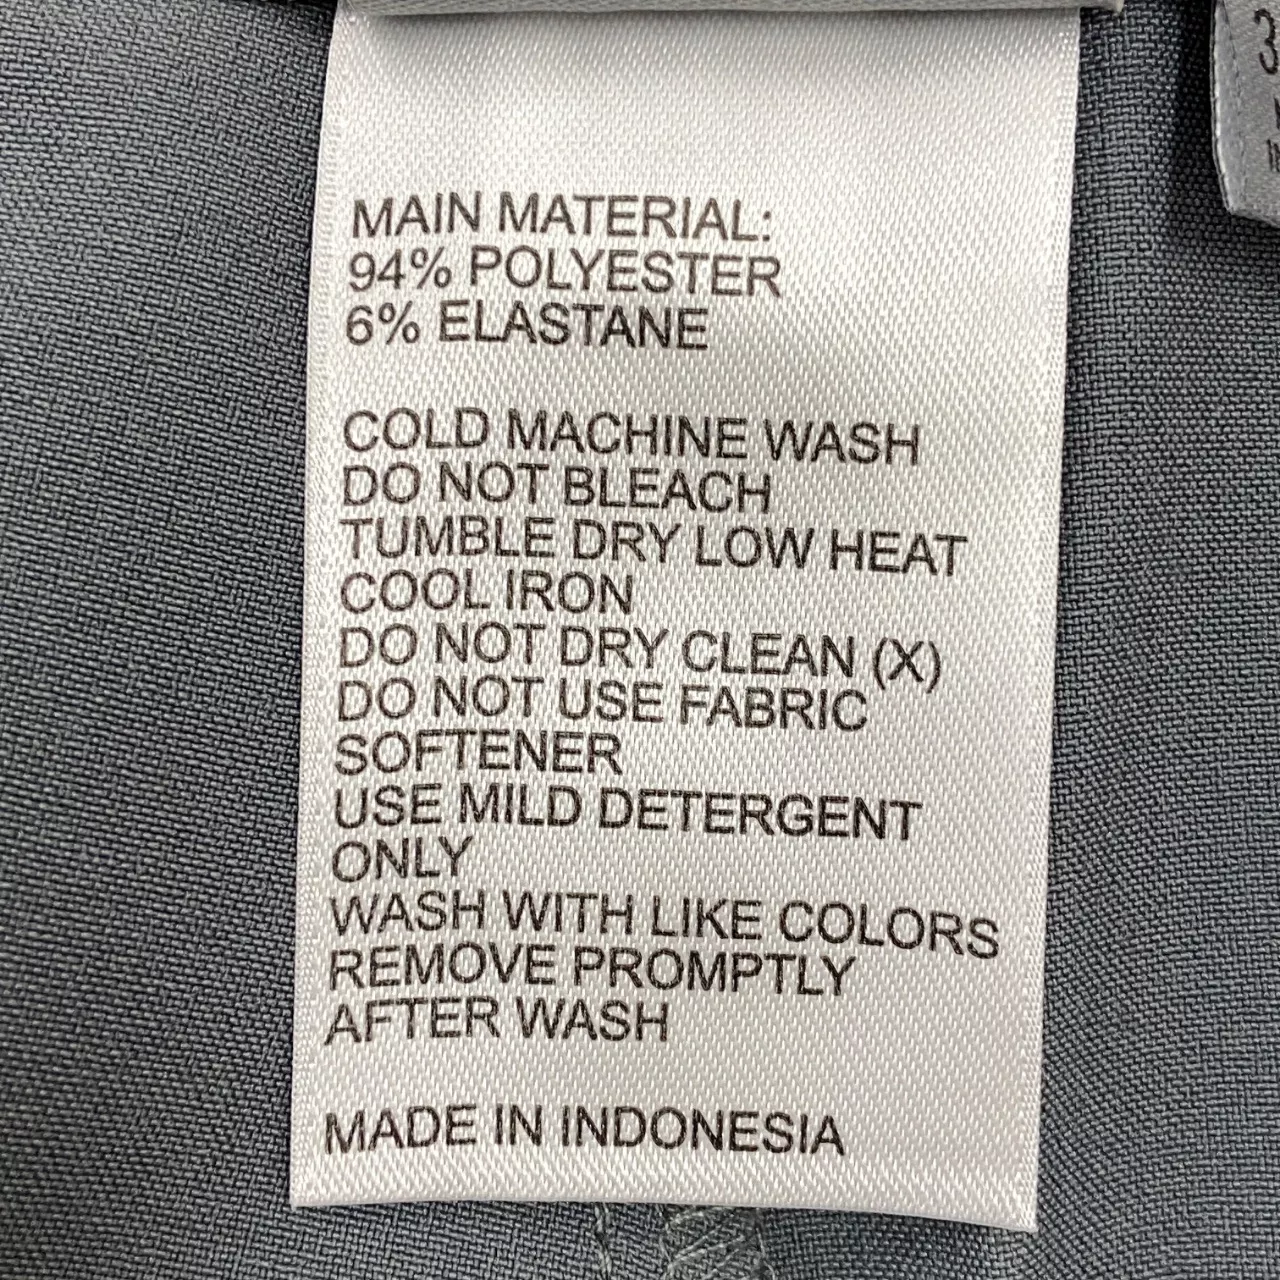 MAIN MATERIAL:
94% POLYESTER
6% ELASTANE
COLD MACHINE WASH
DO NOT BLEACH
TUMBLE DRY LOW HEAT
COOL IRON
DO NOT DRY CLEAN (X)
DO NOT USE FABRIC
SOFTENER
USE MILD DETERGENT
ONLY
WASH WITH LIKE COLORS
REMOVE PROMPTLY
AFTER WASH
MADE IN INDONESIA